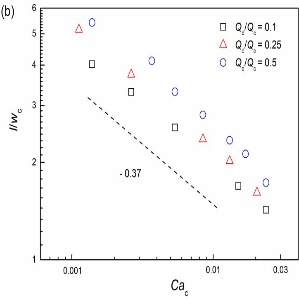 (b)
6
5
4
3
2
1
l/w_c
□ Q_d/Q_c = 0.1
△ Q_d/Q_c = 0.25
○ Q_d/Q_c = 0.5
- 0.37
0.001 0.01 0.03
Ca_c